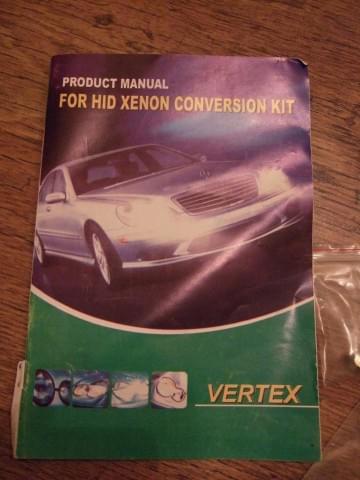 PRODUCT MANUAL
FOR HID XENON CONVERSION KIT
VERTEX